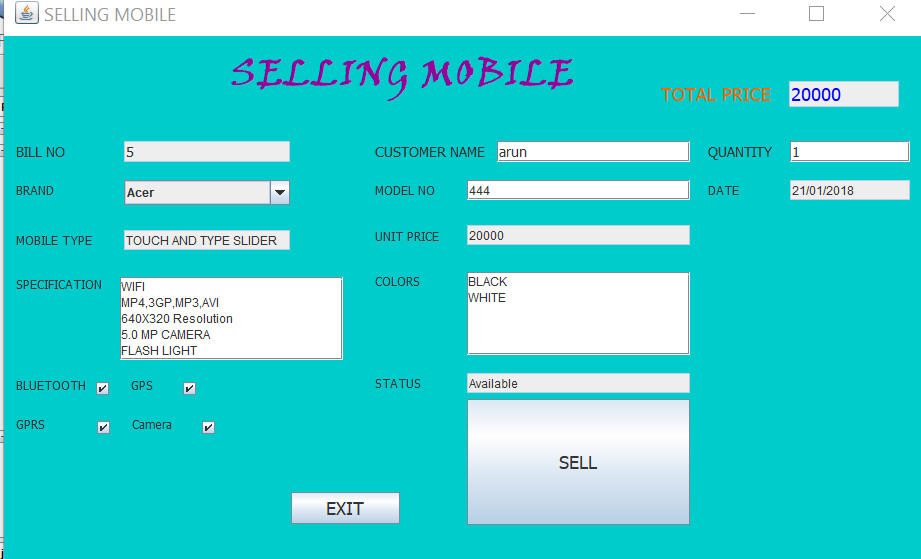 SELLING MOBILE
SELLING MOBILE
TOTAL PRICE 20000
BILL NO 5 CUSTOMER NAME arun QUANTITY 1
BRAND Acer MODEL NO 444 DATE 21/01/2018
MOBILE TYPE TOUCH AND TYPE SLIDER UNIT PRICE 20000
SPECIFICATION WIFI COLORS BLACK
MP4,3GP,MP3,AVI WHITE
640X320 Resolution
5.0 MP CAMERA
FLASH LIGHT
BLUETOOTH GPS STATUS Available
GPRS Camera
SELL
EXIT